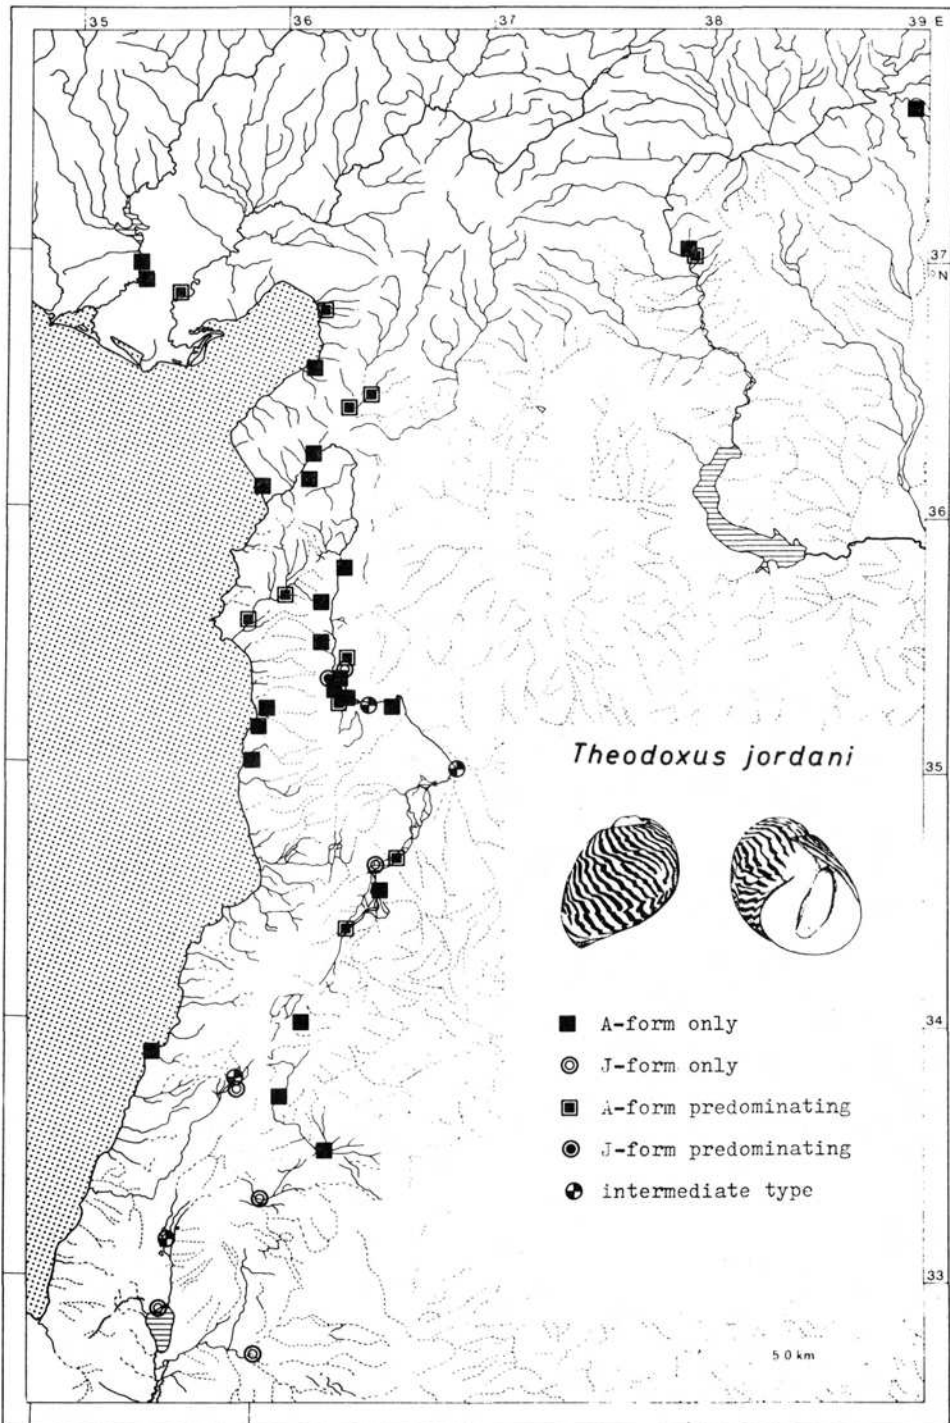 35 36 37 38 39 E
37
N
36
35
Theodoxus jordani
34
A-form only
J-form only
A-form predominating
J-form predominating
intermediate type
33
50 km